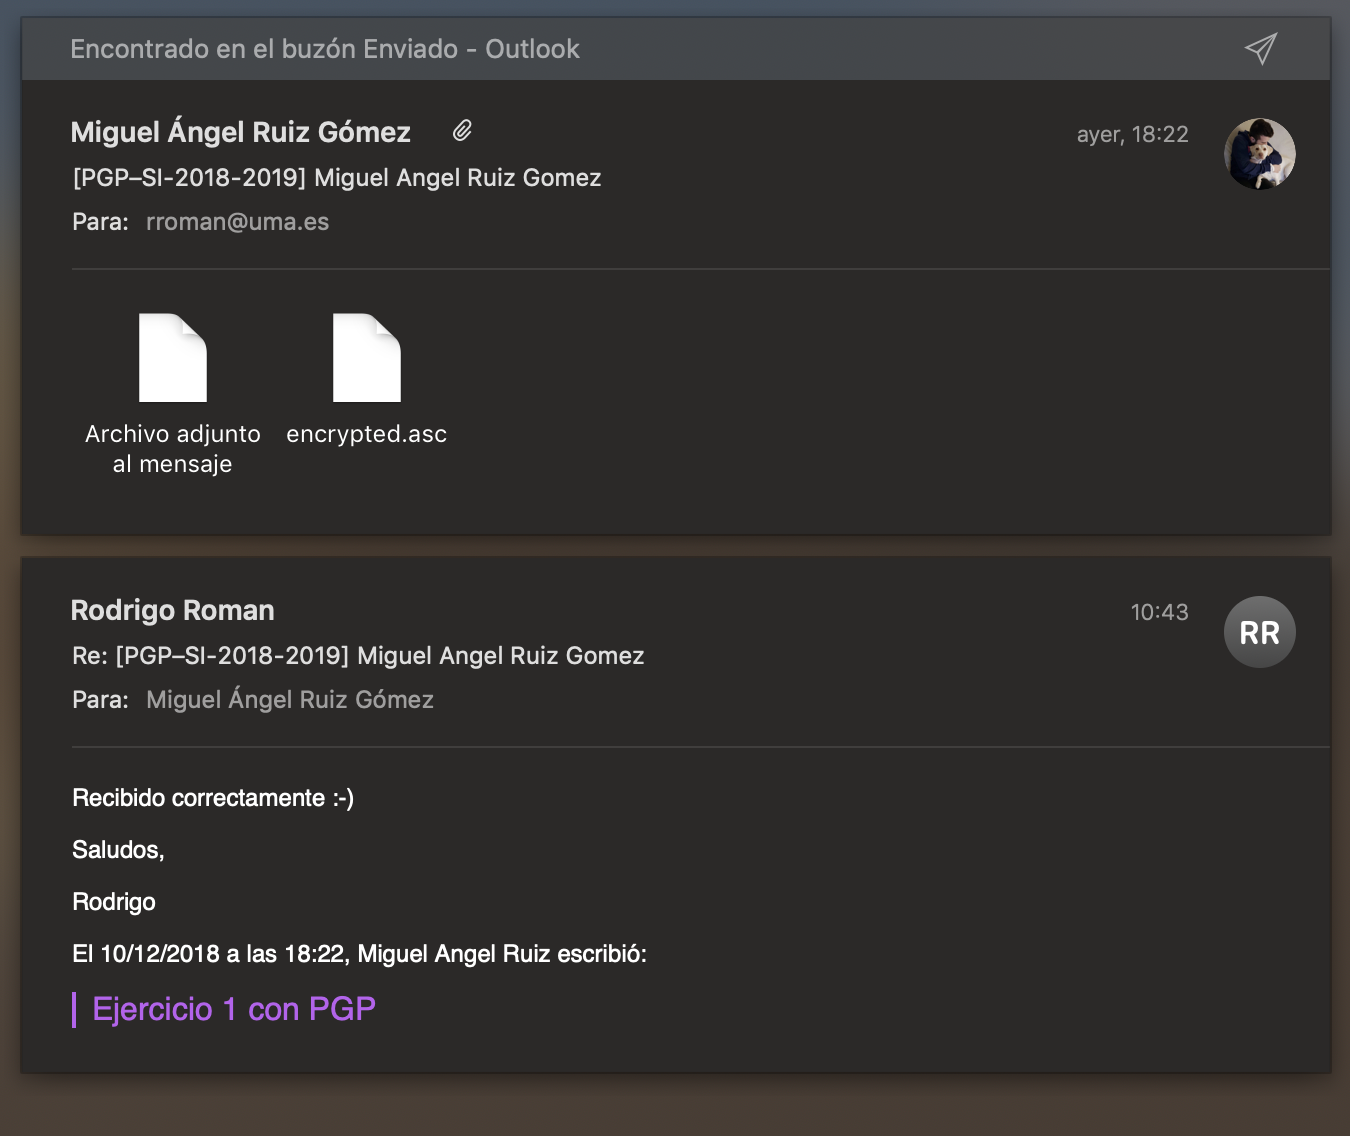 Encontrado en el buzón Enviado - Outlook
Miguel Ángel Ruiz Gómez
ayer, 18:22
[PGP–SI-2018-2019] Miguel Angel Ruiz Gomez
Para: rroman@uma.es
Archivo adjunto
al mensaje
encrypted.asc
Rodrigo Roman
10:43
RR
Re: [PGP–SI-2018-2019] Miguel Angel Ruiz Gomez
Para: Miguel Ángel Ruiz Gómez
Recibido correctamente :-)
Saludos,
Rodrigo
El 10/12/2018 a las 18:22, Miguel Angel Ruiz escribió:
Ejercicio 1 con PGP